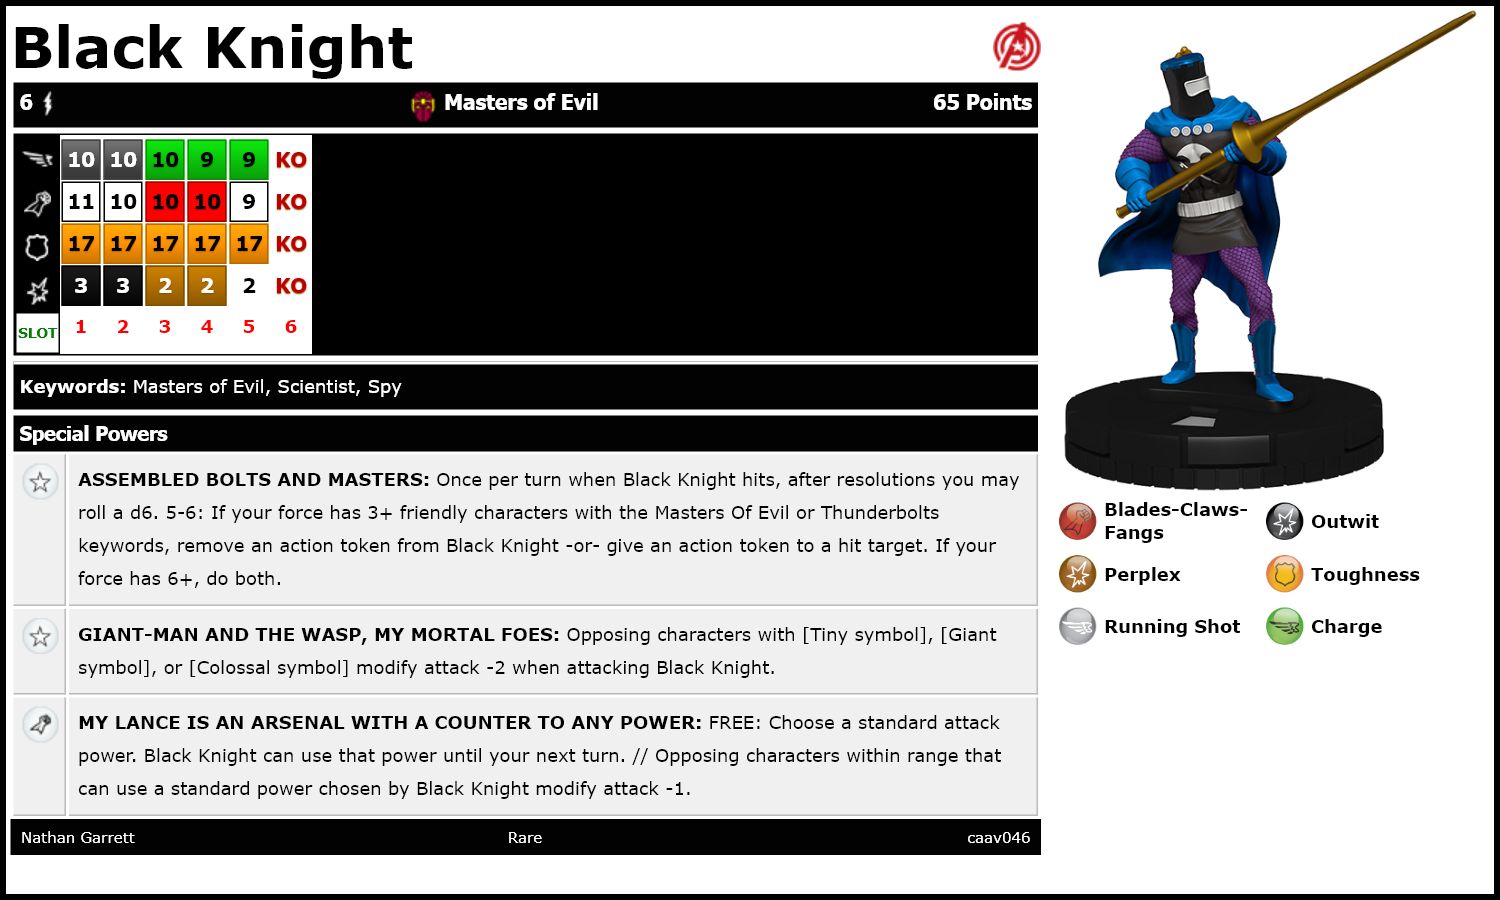 Black Knight
6 Masters of Evil 65 Points
10 10 10 9 9 KO
11 10 10 10 9 KO
17 17 17 17 17 KO
3 3 2 2 2 KO
SLOT 1 2 3 4 5 6
Keywords: Masters of Evil, Scientist, Spy
Special Powers
ASSEMBLED BOLTS AND MASTERS: Once per turn when Black Knight hits, after resolutions you may
roll a d6. 5-6: If your force has 3+ friendly characters with the Masters Of Evil or Thunderbolts
keywords, remove an action token from Black Knight -or- give an action token to a hit target. If your
force has 6+, do both.
GIANT-MAN AND THE WASP, MY MORTAL FOES: Opposing characters with [Tiny symbol], [Giant
symbol], or [Colossal symbol] modify attack -2 when attacking Black Knight.
MY LANCE IS AN ARSENAL WITH A COUNTER TO ANY POWER: FREE: Choose a standard attack
power. Black Knight can use that power until your next turn. // Opposing characters within range that
can use a standard power chosen by Black Knight modify attack -1.
Nathan Garrett Rare caav046
Blades-Claws-
Fangs
Outwit
Perplex
Toughness
Running Shot
Charge